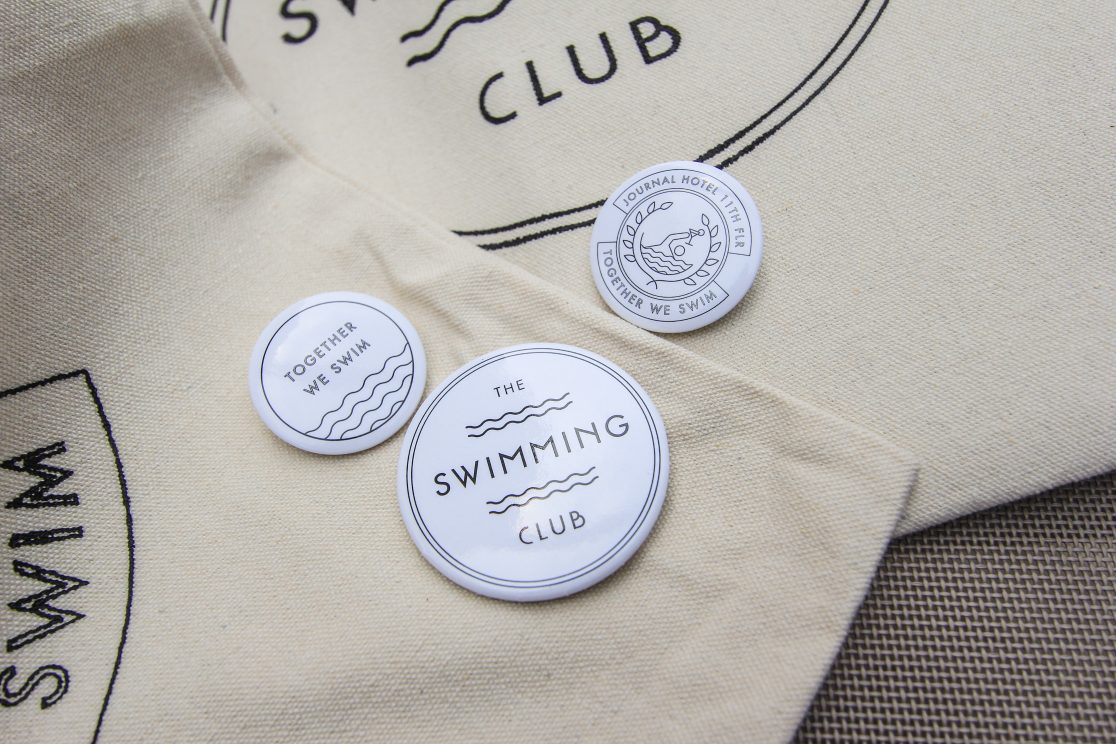 CLUB
JOURNAL HOTEL 11TH FLR
TOGETHER WE SWIM
TOGETHER
WE SWIM
THE
SWIMMING
CLUB
SWIM